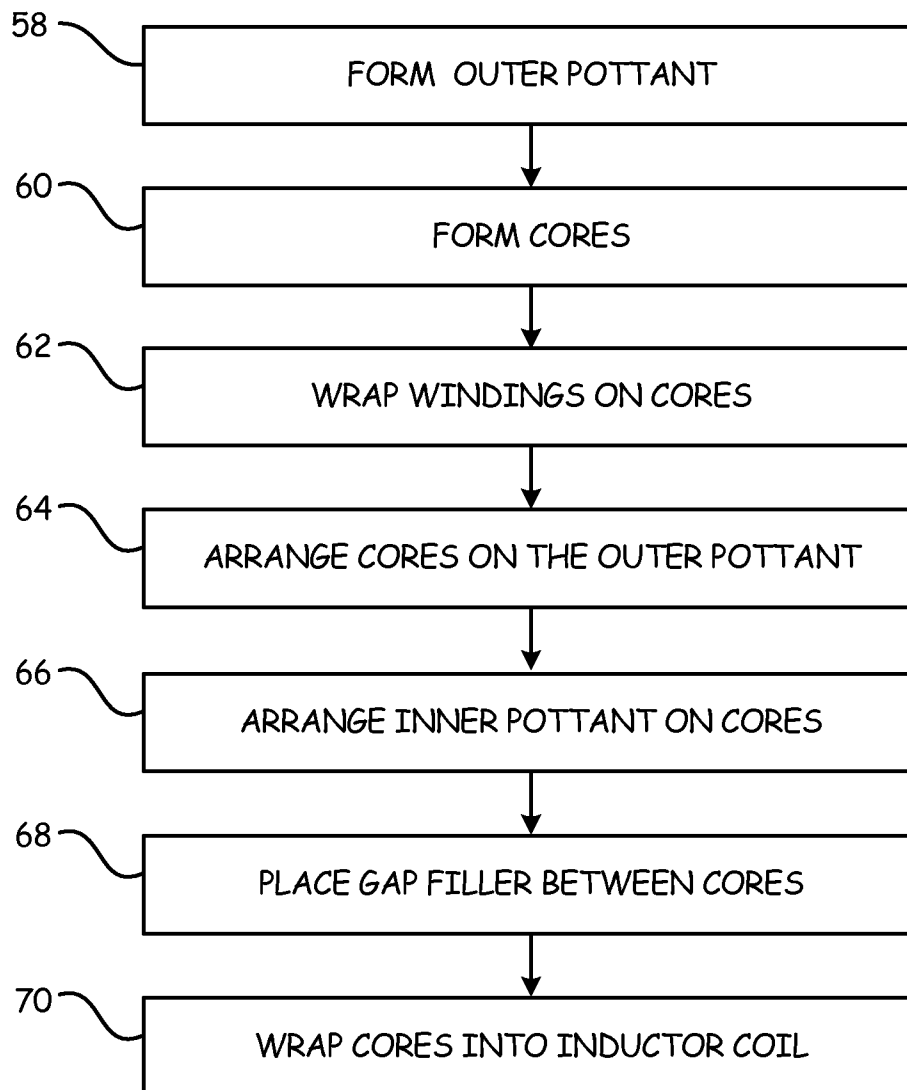 58
FORM OUTER POTTANT
60
FORM CORES
62
WRAP WINDINGS ON CORES
64
ARRANGE CORES ON THE OUTER POTTANT
66
ARRANGE INNER POTTANT ON CORES
68
PLACE GAP FILLER BETWEEN CORES
70
WRAP CORES INTO INDUCTOR COIL